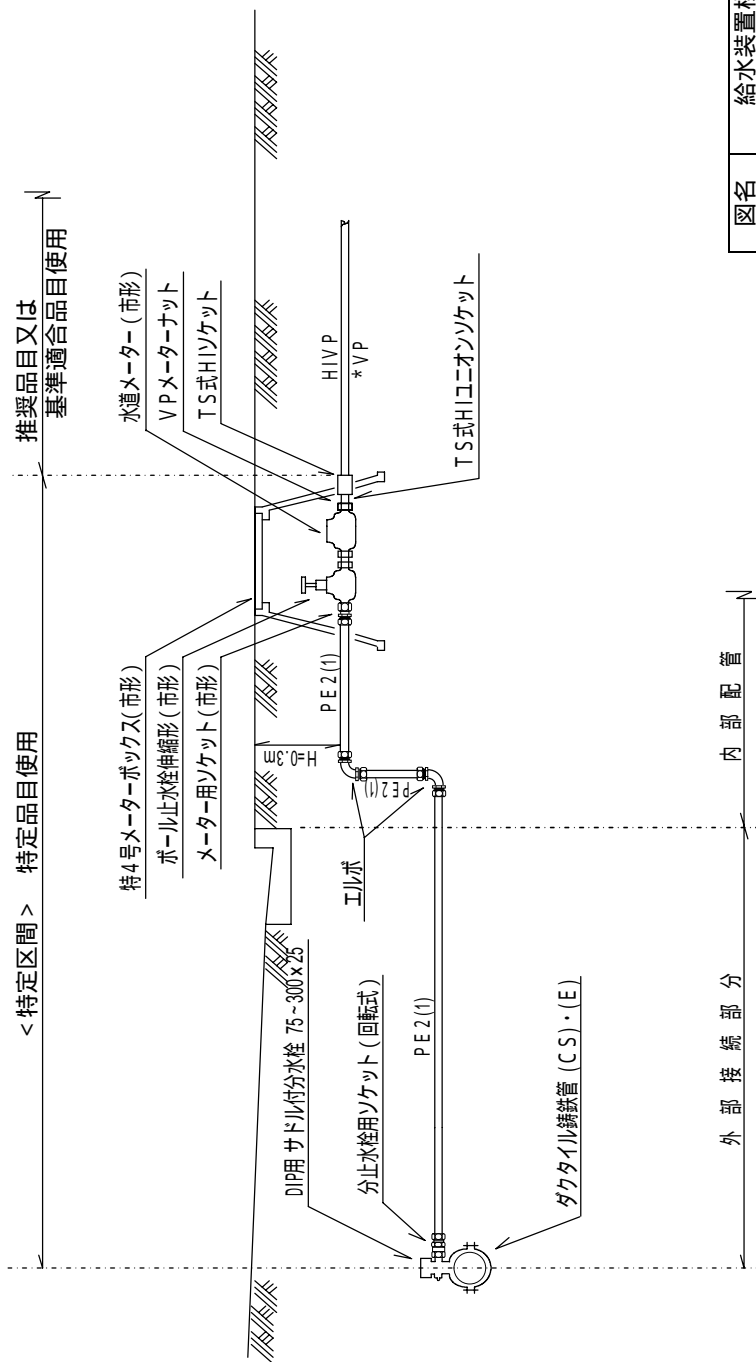 <特定区間> 特定品目使用
推奨品目又は
基準適合品目使用
特4号メーターボックス(市形)
ボール止水栓伸縮形(市形)
メーター用ソケット(市形)
水道メーター(市形)
VPメーターナット
TS式HIソケット
DIP用 サドル付分水栓 75~300x25
分止水栓用ソケット(回転式)
エルボ
H=0.3m
PE2(1)
PE2(1)
PE2(1)
HIVP
*VP
TS式HIユニオンソケット
ダクタイル鋳鉄管(CS)・(E)
外部接続部分
内部配管
図名
給水装置